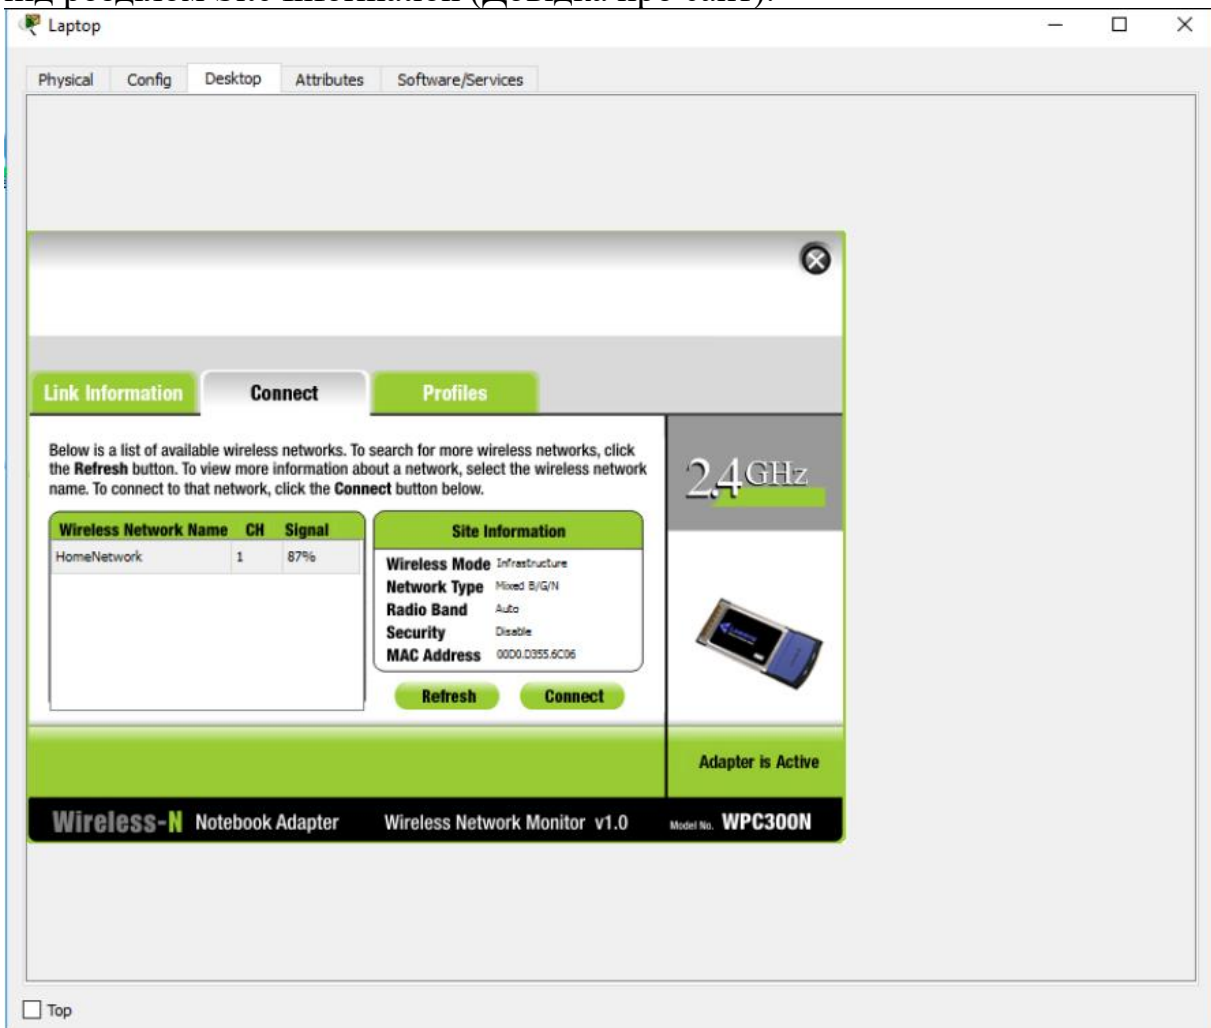 Laptop
Physical Config Desktop Attributes Software/Services
Link Information Connect Profiles
Below is a list of available wireless networks. To search for more wireless networks, click
the Refresh button. To view more information about a network, select the wireless network
name. To connect to that network, click the Connect button below.
2.4GHz
Wireless Network Name CH Signal
HomeNetwork 1 87%
Site Information
Wireless Mode Infrastructure
Network Type Mixed B/G/N
Radio Band Auto
Security Disable
MAC Address 00D0.D355.6C06
Refresh Connect
Adapter is Active
Wireless-N Notebook Adapter Wireless Network Monitor v1.0 Model No. WPC300N
Top